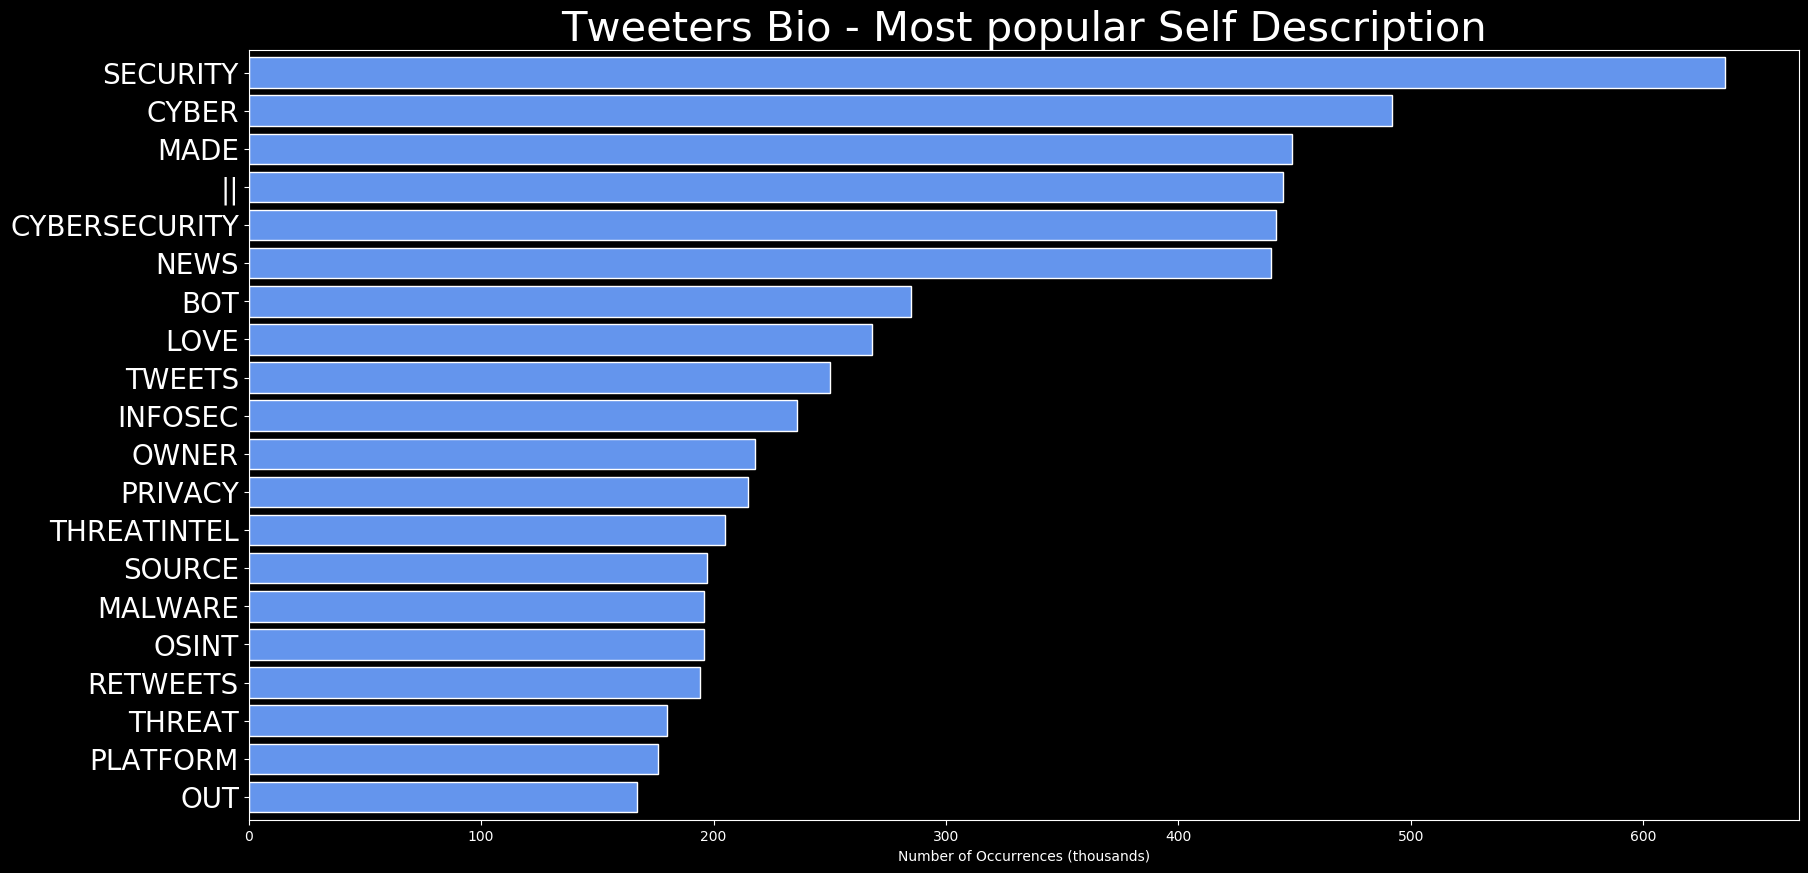 Tweeters Bio - Most popular Self Description
SECURITY
CYBER
MADE
||
CYBERSECURITY
NEWS
BOT
LOVE
TWEETS
INFOSEC
OWNER
PRIVACY
THREATINTEL
SOURCE
MALWARE
OSINT
RETWEETS
THREAT
PLATFORM
OUT
0 100 200 300 400 500 600
Number of Occurrences (thousands)